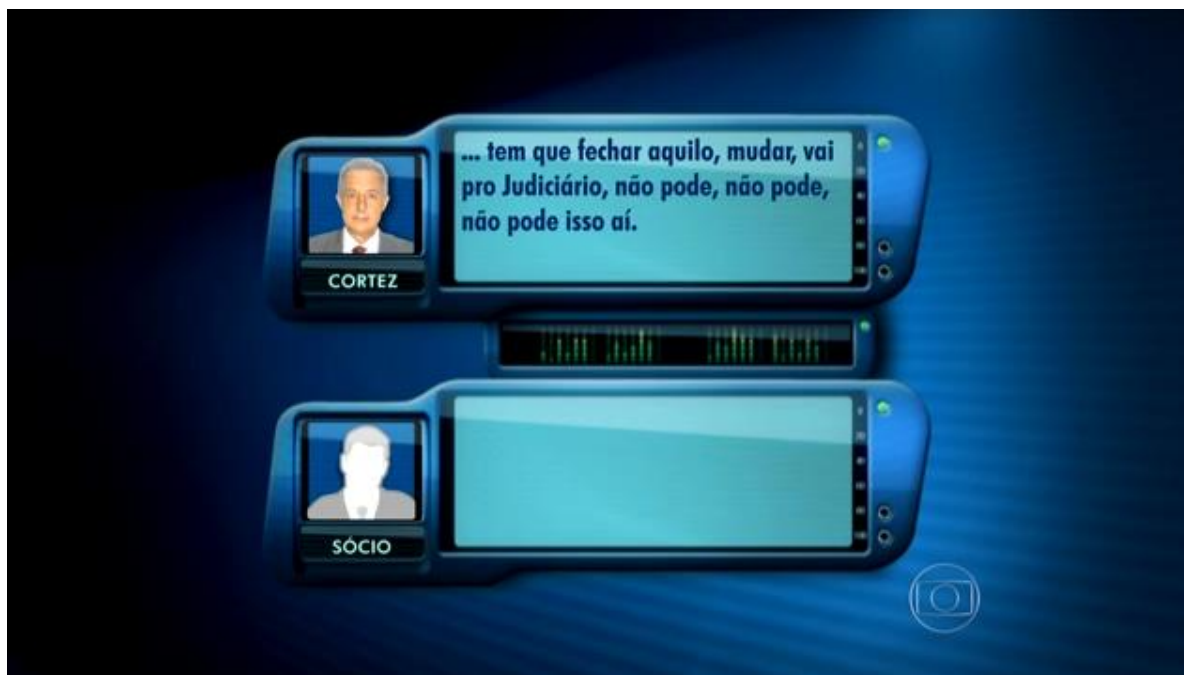 ... tem que fechar aquilo, mudar, vai
pro Judiciário, não pode, não pode,
não pode isso aí.
CORTEZ
SÓCIO